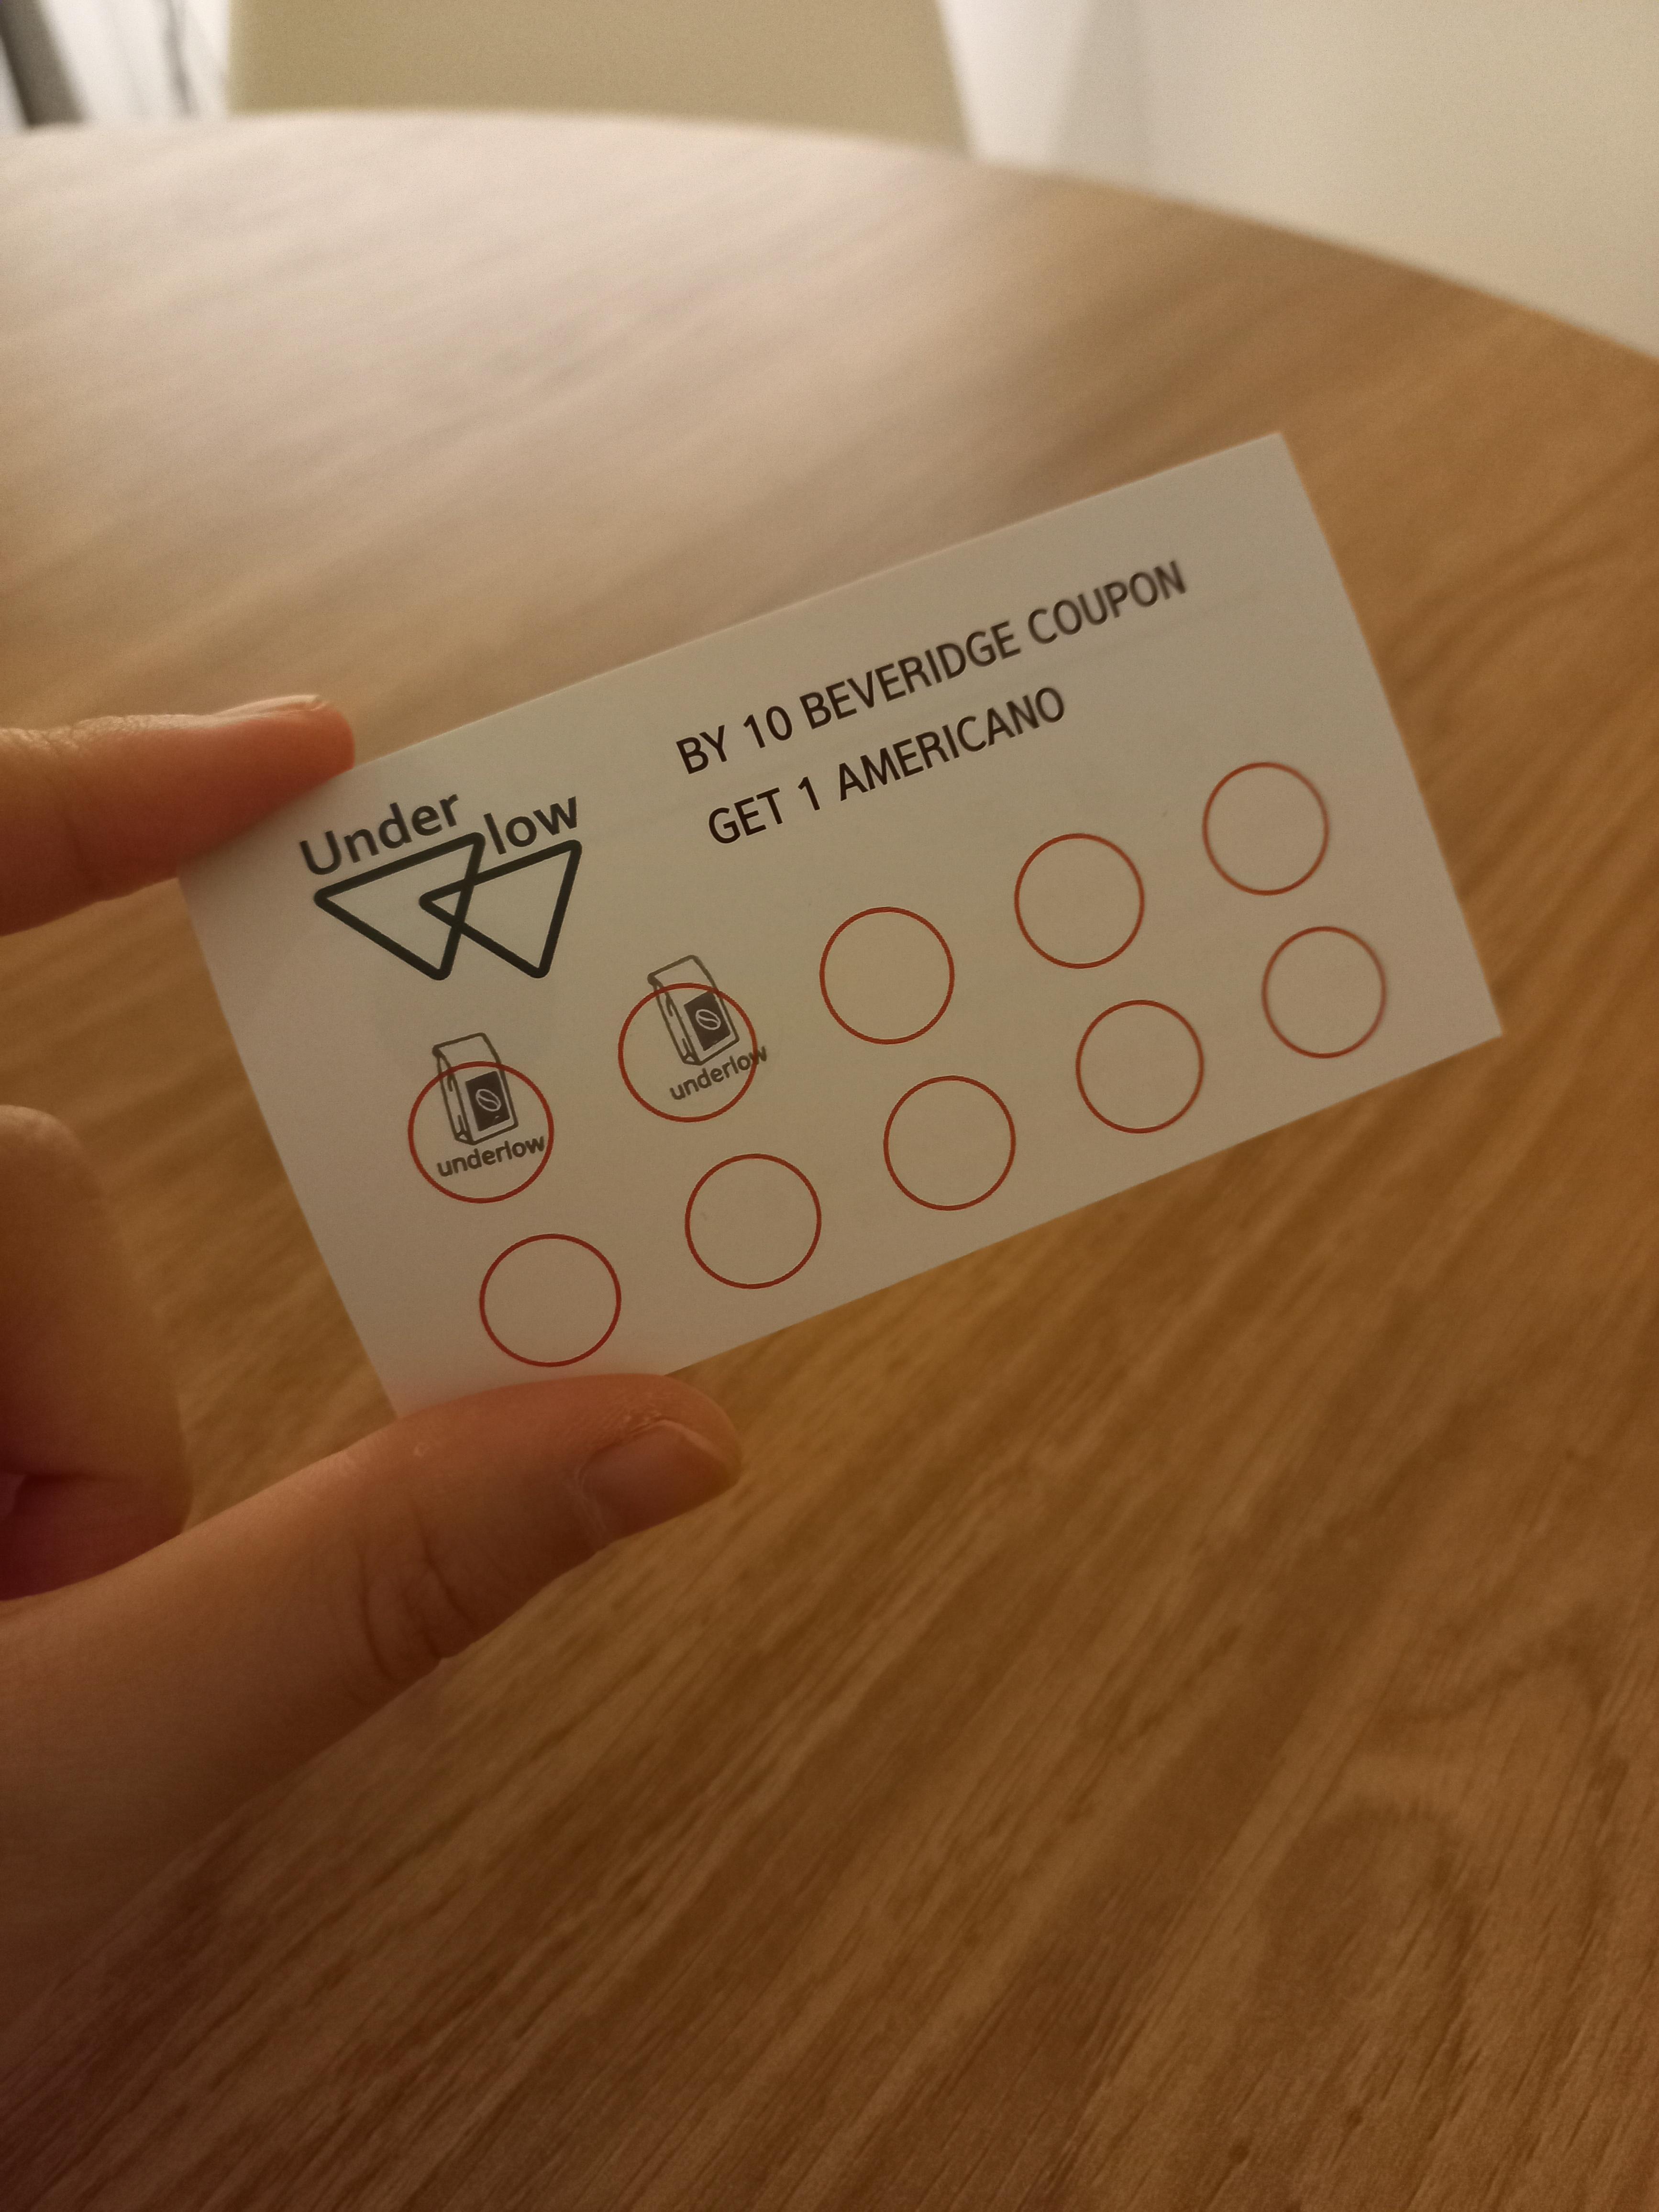 BY 10 BEVERIDGE COUPON
GET 1 AMERICANO
Under low
underlow
underlow